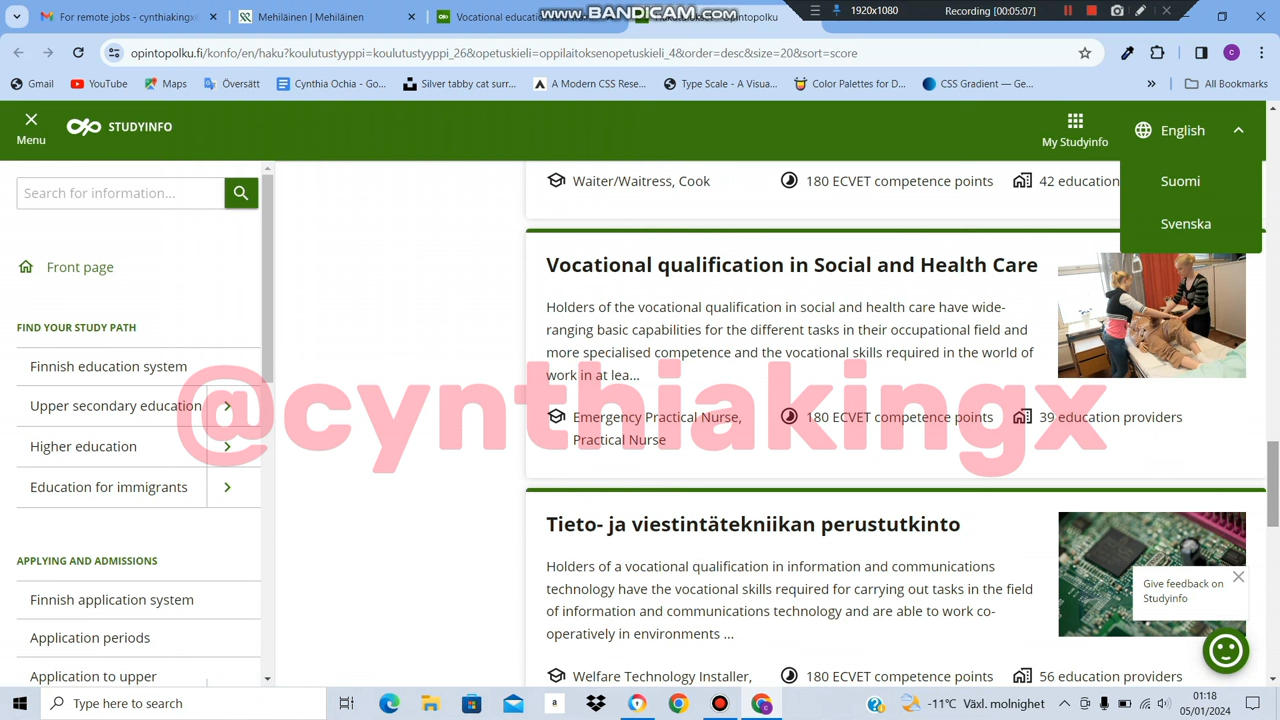 Mehiläinen | Mehiläinen
Vocational educati
opintopolku
WWW.BANDICAM.COM
1920x1080
Recording [00:05:07]
opintopolku.fi/konfo/en/haku?koulutustyyppi=koulutustyyppi_26&opetuskieli=oppilaitoksenopetuskieli_4&order=desc&size=20&sort=score
c
Gmail
YouTube
Maps
Översätt
Cynthia Ochia - Go...
Silver tabby cat surr...
A Modern CSS Rese...
Type Scale - A Visua...
Color Palettes for D...
CSS Gradient — Ge...
»
All Bookmarks
Menu
STUDYINFO
My Studyinfo
English
Suomi
Svenska
Search for information...
Front page
FIND YOUR STUDY PATH
Finnish education system
Upper secondary education
Higher education
Education for immigrants
APPLYING AND ADMISSIONS
Finnish application system
Application periods
Application to upper
Waiter/Waitress, Cook
180 ECVET competence points
42 education
Vocational qualification in Social and Health Care
Holders of the vocational qualification in social and health care have wide-
ranging basic capabilities for the different tasks in their occupational field and
more specialised competence and the vocational skills required in the world of
work in at lea...
Emergency Practical Nurse,
Practical Nurse
180 ECVET competence points
39 education providers
@cynthiakingx
Tieto- ja viestintätekniikan perustutkinto
Holders of a vocational qualification in information and communications
technology have the vocational skills required for carrying out tasks in the field
of information and communications technology and are able to work co-
operatively in environments ...
Welfare Technology Installer,
180 ECVET competence points
56 education providers
Give feedback on
Studyinfo
Type here to search
-11°C Växl. molnighet
01:18
05/01/2024